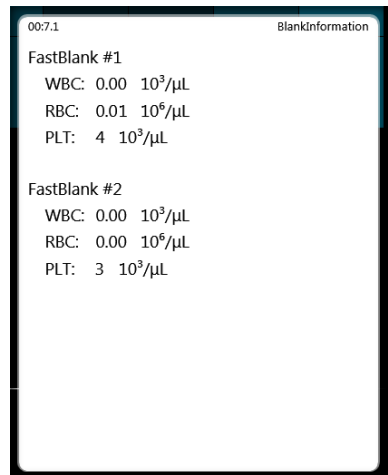 00:7.1 BlankInformation
FastBlank #1
WBC: 0.00 10³/µL
RBC: 0.01 10⁶/µL
PLT: 4 10³/µL
FastBlank #2
WBC: 0.00 10³/µL
RBC: 0.00 10⁶/µL
PLT: 3 10³/µL